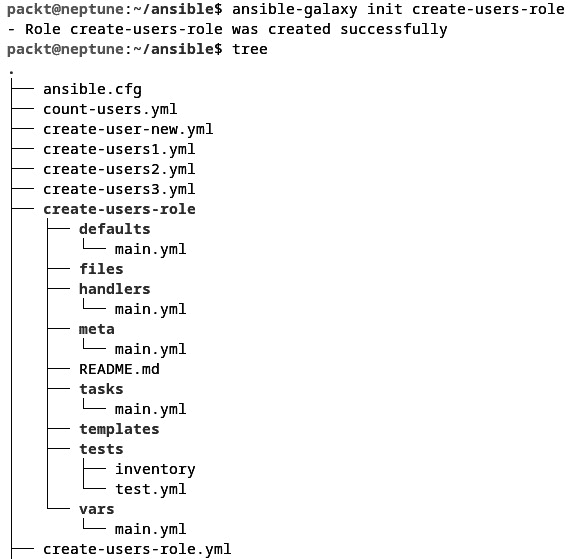 packt@neptune:~/ansible$ ansible-galaxy init create-users-role
- Role create-users-role was created successfully
packt@neptune:~/ansible$ tree
.
├── ansible.cfg
├── count-users.yml
├── create-user-new.yml
├── create-users1.yml
├── create-users2.yml
├── create-users3.yml
├── create-users-role
│   ├── defaults
│   │   └── main.yml
│   ├── files
│   ├── handlers
│   │   └── main.yml
│   ├── meta
│   │   └── main.yml
│   ├── README.md
│   ├── tasks
│   │   └── main.yml
│   ├── templates
│   ├── tests
│   │   ├── inventory
│   │   └── test.yml
│   └── vars
│       └── main.yml
├── create-users-role.yml